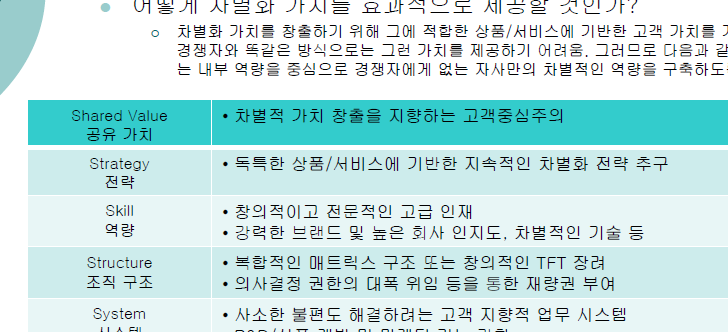 어떻게 차별화 가치를 효과적으로 제공할 것인가?
차별화 가치를 창출하기 위해 그에 적합한 상품/서비스에 기반한 고객 가치를
경쟁자와 똑같은 방식으로는 그런 가치를 제공하기 어려움. 그러므로 다음과
는 내부 역량을 중심으로 경쟁자에게 없는 자사만의 차별적인 역량을
Shared Value
공유 가치
• 차별적 가치 창출을 지향하는 고객중심주의
Strategy
전략
• 독특한 상품/서비스에 기반한 지속적인 차별화 전략 추구
Skill
역량
• 창의적이고 전문적인 고급 인재
• 강력한 브랜드 및 높은 회사 인지도, 차별적인 기술 등
Structure
조직 구조
• 복합적인 매트릭스 구조 또는 창의적인 TFT 장려
• 의사결정 권한의 대폭 위임 등을 통한 재량권 부여
System
• 사소한 불편도 해결하려는 고객 지향적 업무 시스템